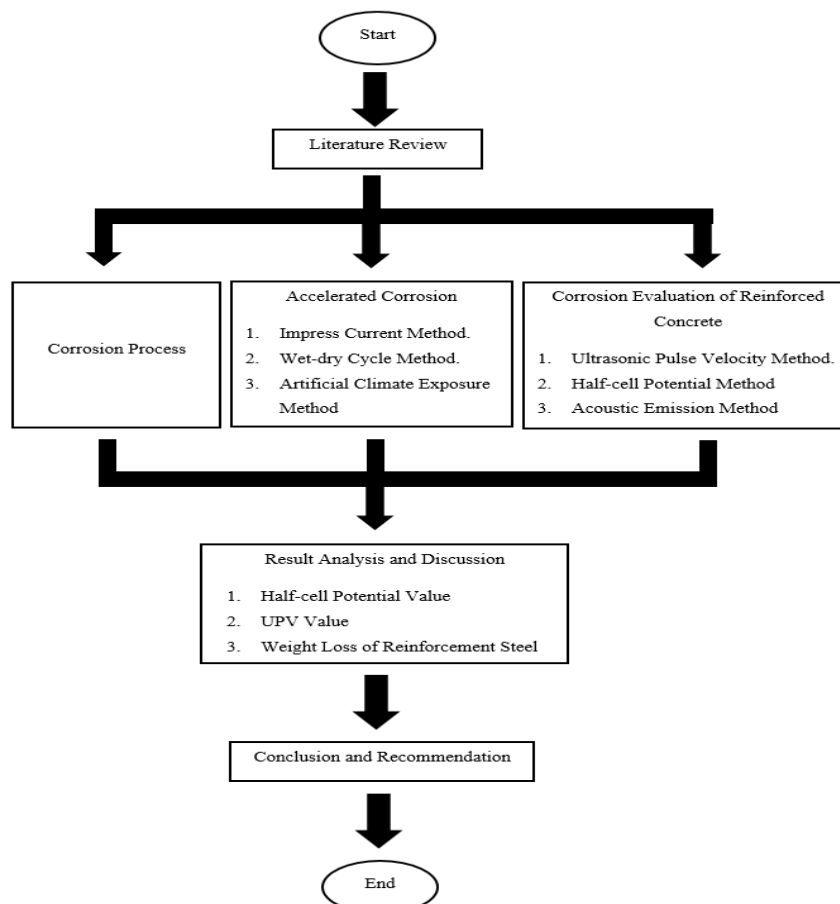 Start
Literature Review
Corrosion Process
Accelerated Corrosion
1. Impress Current Method.
2. Wet-dry Cycle Method.
3. Artificial Climate Exposure
Method
Corrosion Evaluation of Reinforced
Concrete
1. Ultrasonic Pulse Velocity Method.
2. Half-cell Potential Method
3. Acoustic Emission Method
Result Analysis and Discussion
1. Half-cell Potential Value
2. UPV Value
3. Weight Loss of Reinforcement Steel
Conclusion and Recommendation
End